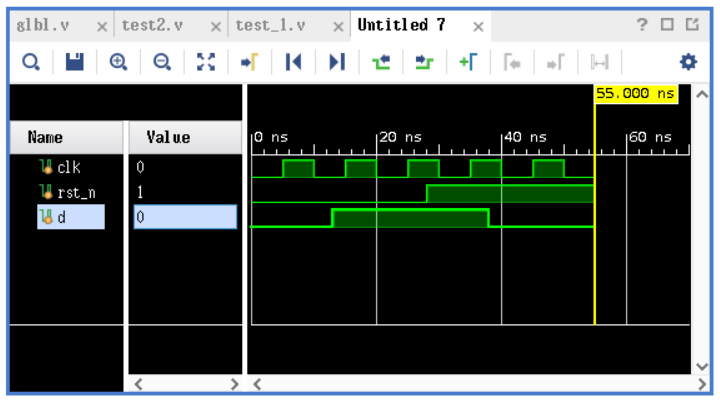 glbl.v × test2.v × test_1.v × Untitled 7 × ?
55.000 ns
Name Value 0 ns 20 ns 40 ns 60 ns
clk 0
rst_n 1
d 0